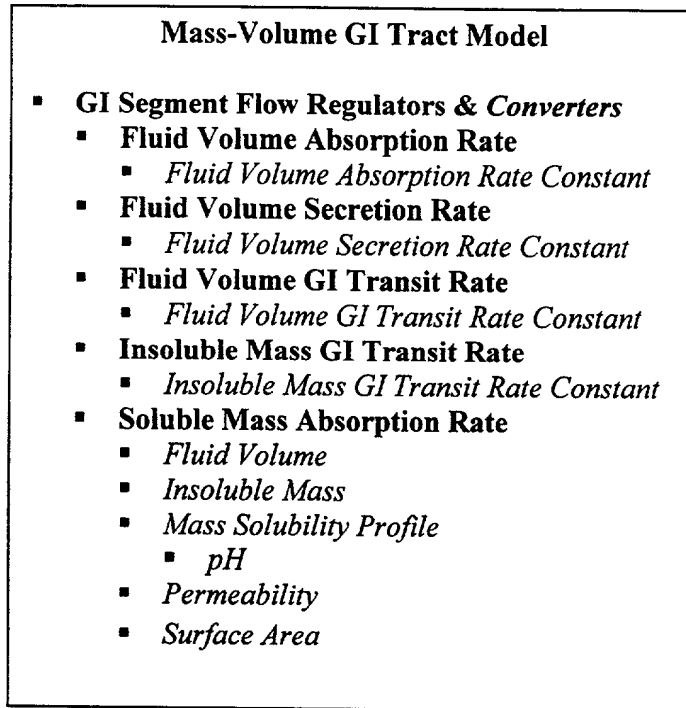 Mass-Volume GI Tract Model
▪ GI Segment Flow Regulators & Converters
▪ Fluid Volume Absorption Rate
▪ Fluid Volume Absorption Rate Constant
▪ Fluid Volume Secretion Rate
▪ Fluid Volume Secretion Rate Constant
▪ Fluid Volume GI Transit Rate
▪ Fluid Volume GI Transit Rate Constant
▪ Insoluble Mass GI Transit Rate
▪ Insoluble Mass GI Transit Rate Constant
▪ Soluble Mass Absorption Rate
▪ Fluid Volume
▪ Insoluble Mass
▪ Mass Solubility Profile
▪ pH
▪ Permeability
▪ Surface Area